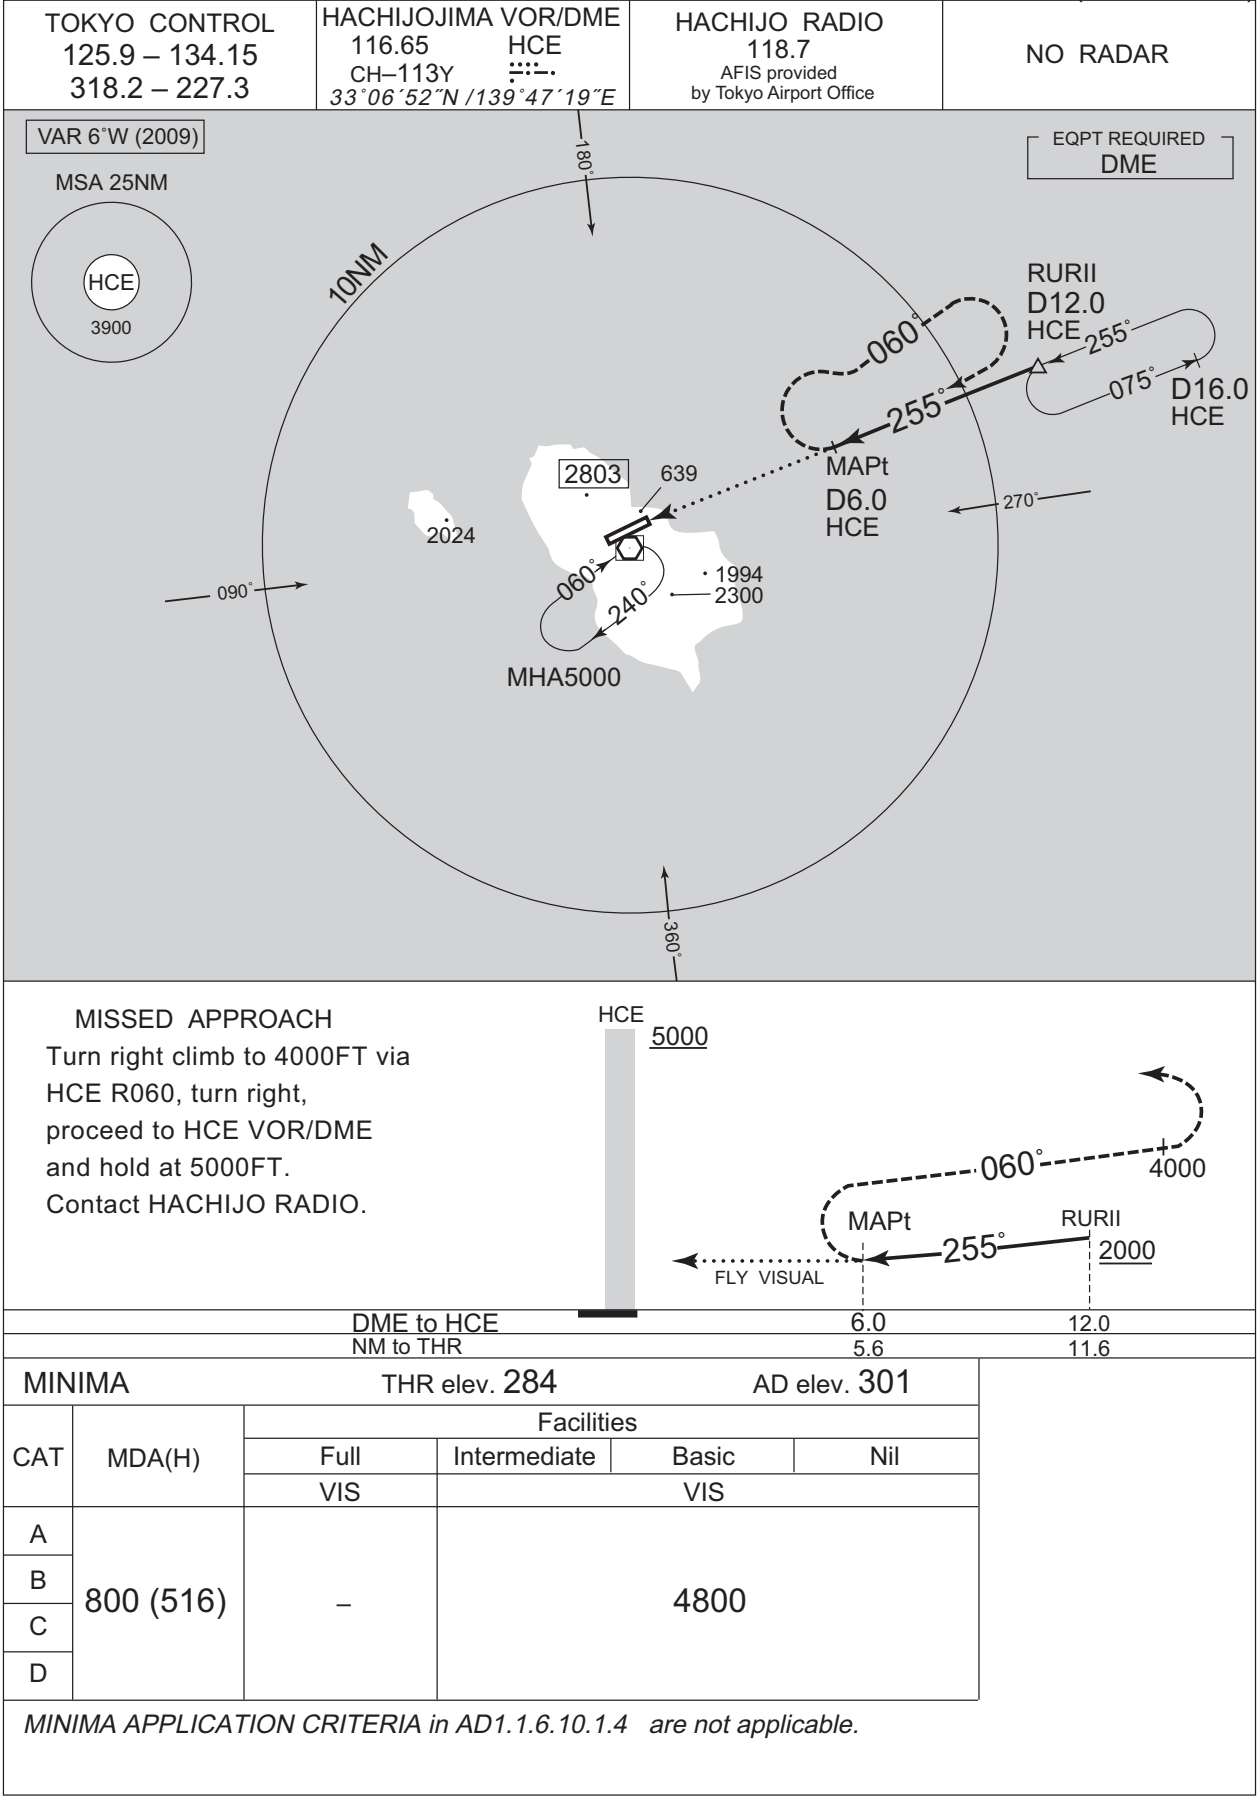 TOKYO CONTROL
125.9 – 134.15
318.2 – 227.3
HACHIJOJIMA VOR/DME
116.65 HCE
CH–113Y
33°06´52˝N /139°47´19˝E
HACHIJO RADIO
118.7
AFIS provided
by Tokyo Airport Office
NO RADAR
VAR 6°W (2009)
MSA 25NM
HCE
3900
EQPT REQUIRED
DME
180°
10NM
RURII
D12.0
HCE
255°
075°
D16.0
HCE
060°
255°
MAPt
D6.0
HCE
2803
639
270°
2024
090°
060°
240°
1994
2300
MHA5000
360°
MISSED APPROACH
Turn right climb to 4000FT via
HCE R060, turn right,
proceed to HCE VOR/DME
and hold at 5000FT.
Contact HACHIJO RADIO.
HCE
5000
060°
4000
MAPt
RURII
255°
2000
FLY VISUAL
DME to HCE 6.0 12.0
NM to THR 5.6 11.6
MINIMA THR elev. 284 AD elev. 301
CAT MDA(H) Facilities
Full Intermediate Basic Nil
VIS VIS
A
B
C
D
800 (516) – 4800
MINIMA APPLICATION CRITERIA in AD1.1.6.10.1.4 are not applicable.